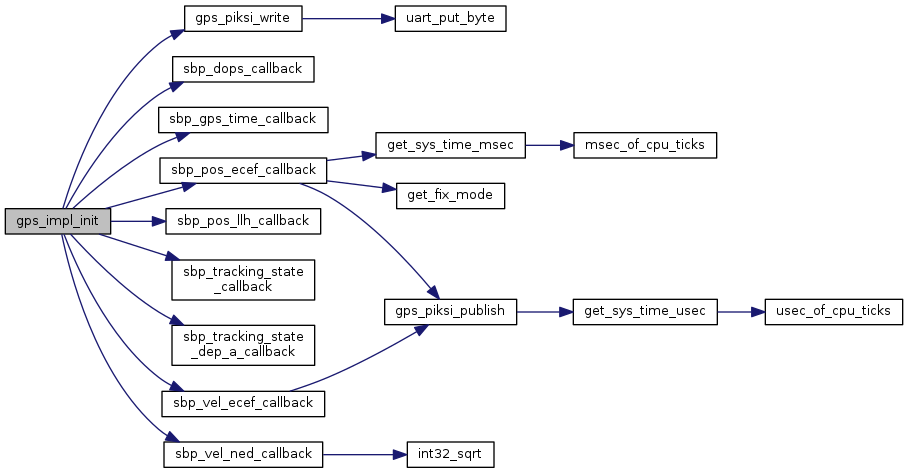 gps_piksi_write
uart_put_byte
sbp_dops_callback
sbp_gps_time_callback
get_sys_time_msec
msec_of_cpu_ticks
sbp_pos_ecef_callback
get_fix_mode
gps_impl_init
sbp_pos_llh_callback
sbp_tracking_state
_callback
gps_piksi_publish
get_sys_time_usec
usec_of_cpu_ticks
sbp_tracking_state
_dep_a_callback
sbp_vel_ecef_callback
sbp_vel_ned_callback
int32_sqrt